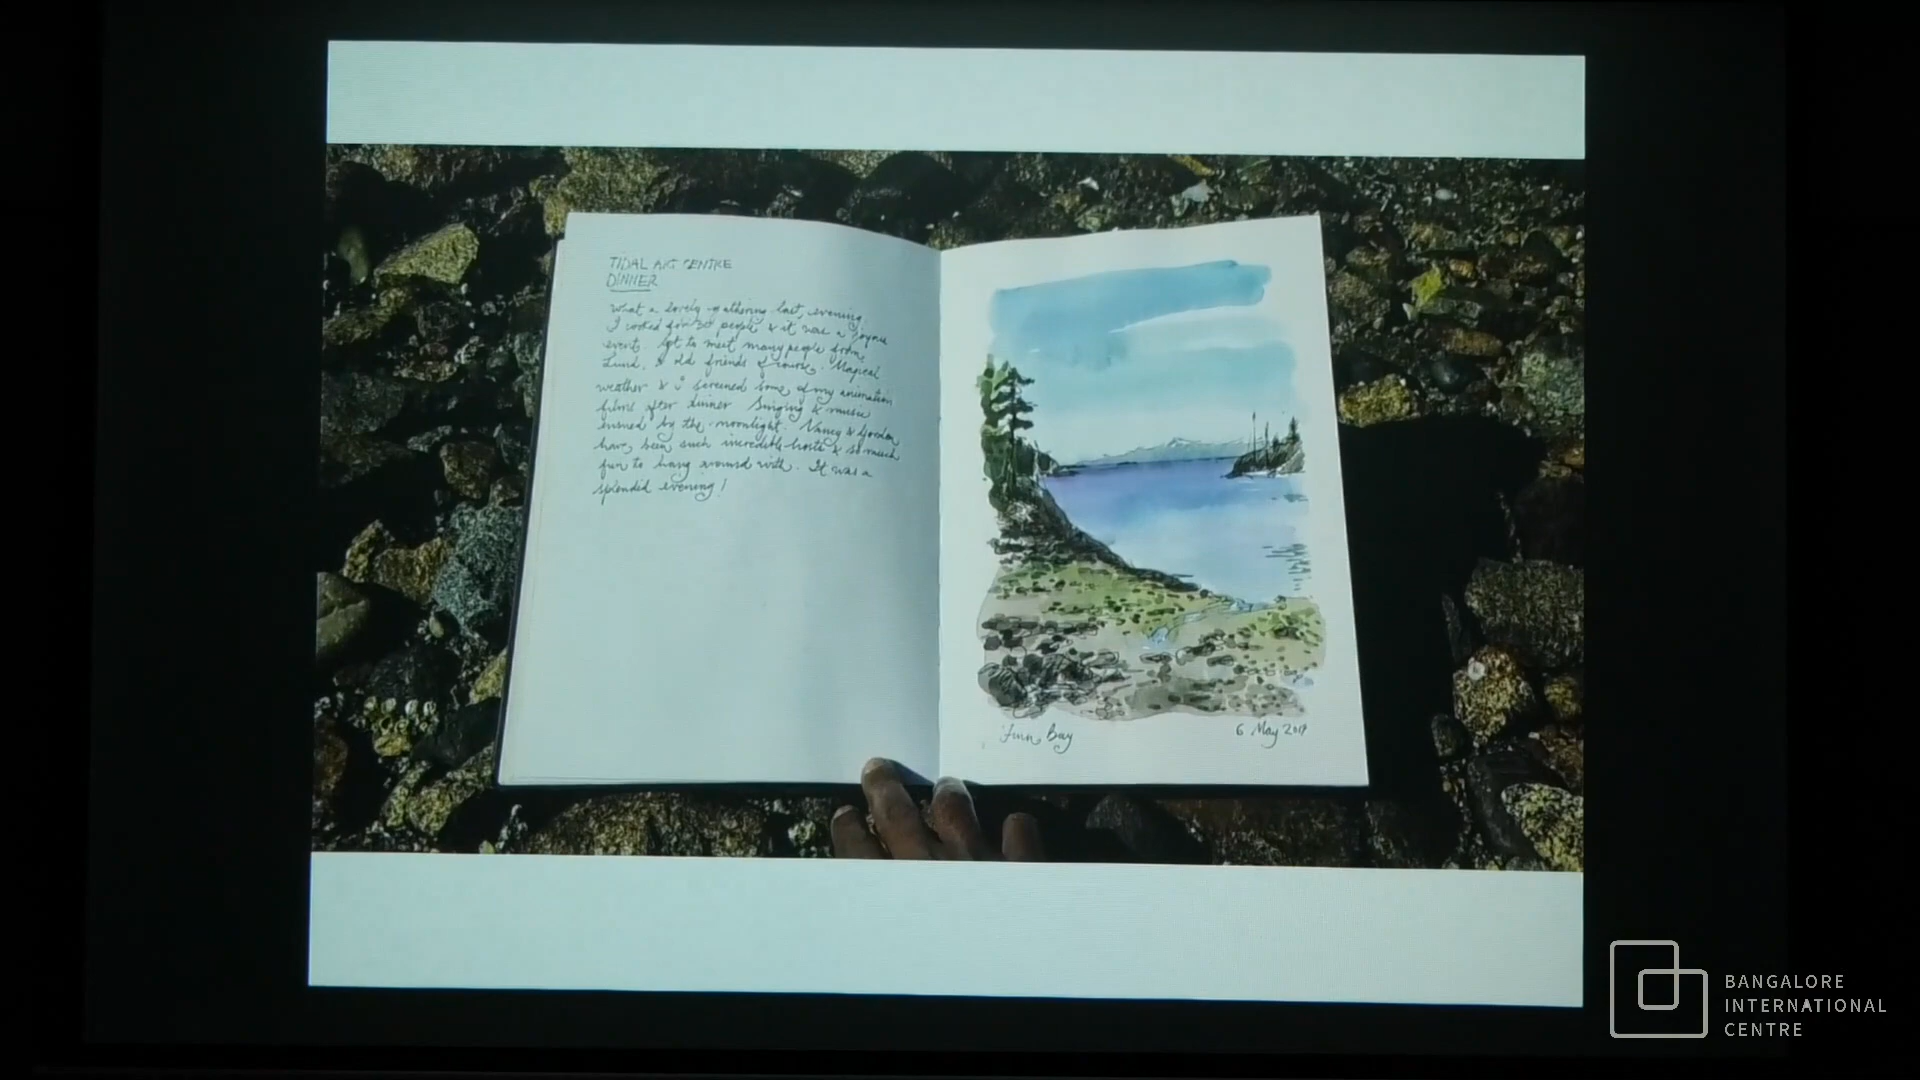 TIDAL ART CENTRE
DINNER
What a lovely gathering last evening.
I cooked for 30 people & it was a joyous
event. Got to meet many people from
Lund, & old friends of course. Magical
weather & I screened some of my animation
films after dinner Singing & music
ensued by the moonlight. Nancy & Gordon
have been such incredible hosts & so much
fun to hang around with. It was a
splendid evening!
Finn Bay
6 May 2019
BANGALORE
INTERNATIONAL
CENTRE